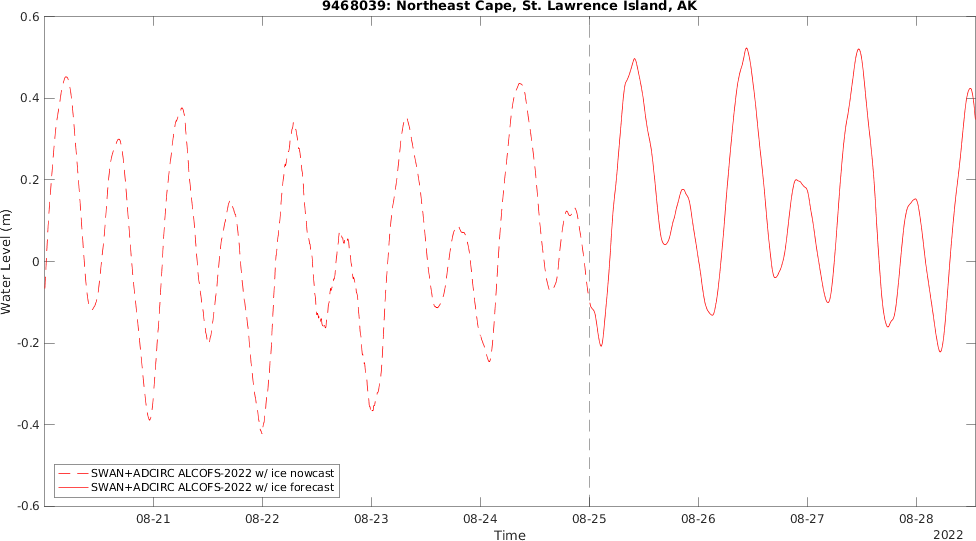 9468039: Northeast Cape, St. Lawrence Island, AK
0.6
0.4
0.2
0
-0.2
-0.4
-0.6
Water Level (m)
SWAN+ADCIRC ALCOFS-2022 w/ ice nowcast
SWAN+ADCIRC ALCOFS-2022 w/ ice forecast
08-21 08-22 08-23 08-24 08-25 08-26 08-27 08-28
Time
2022